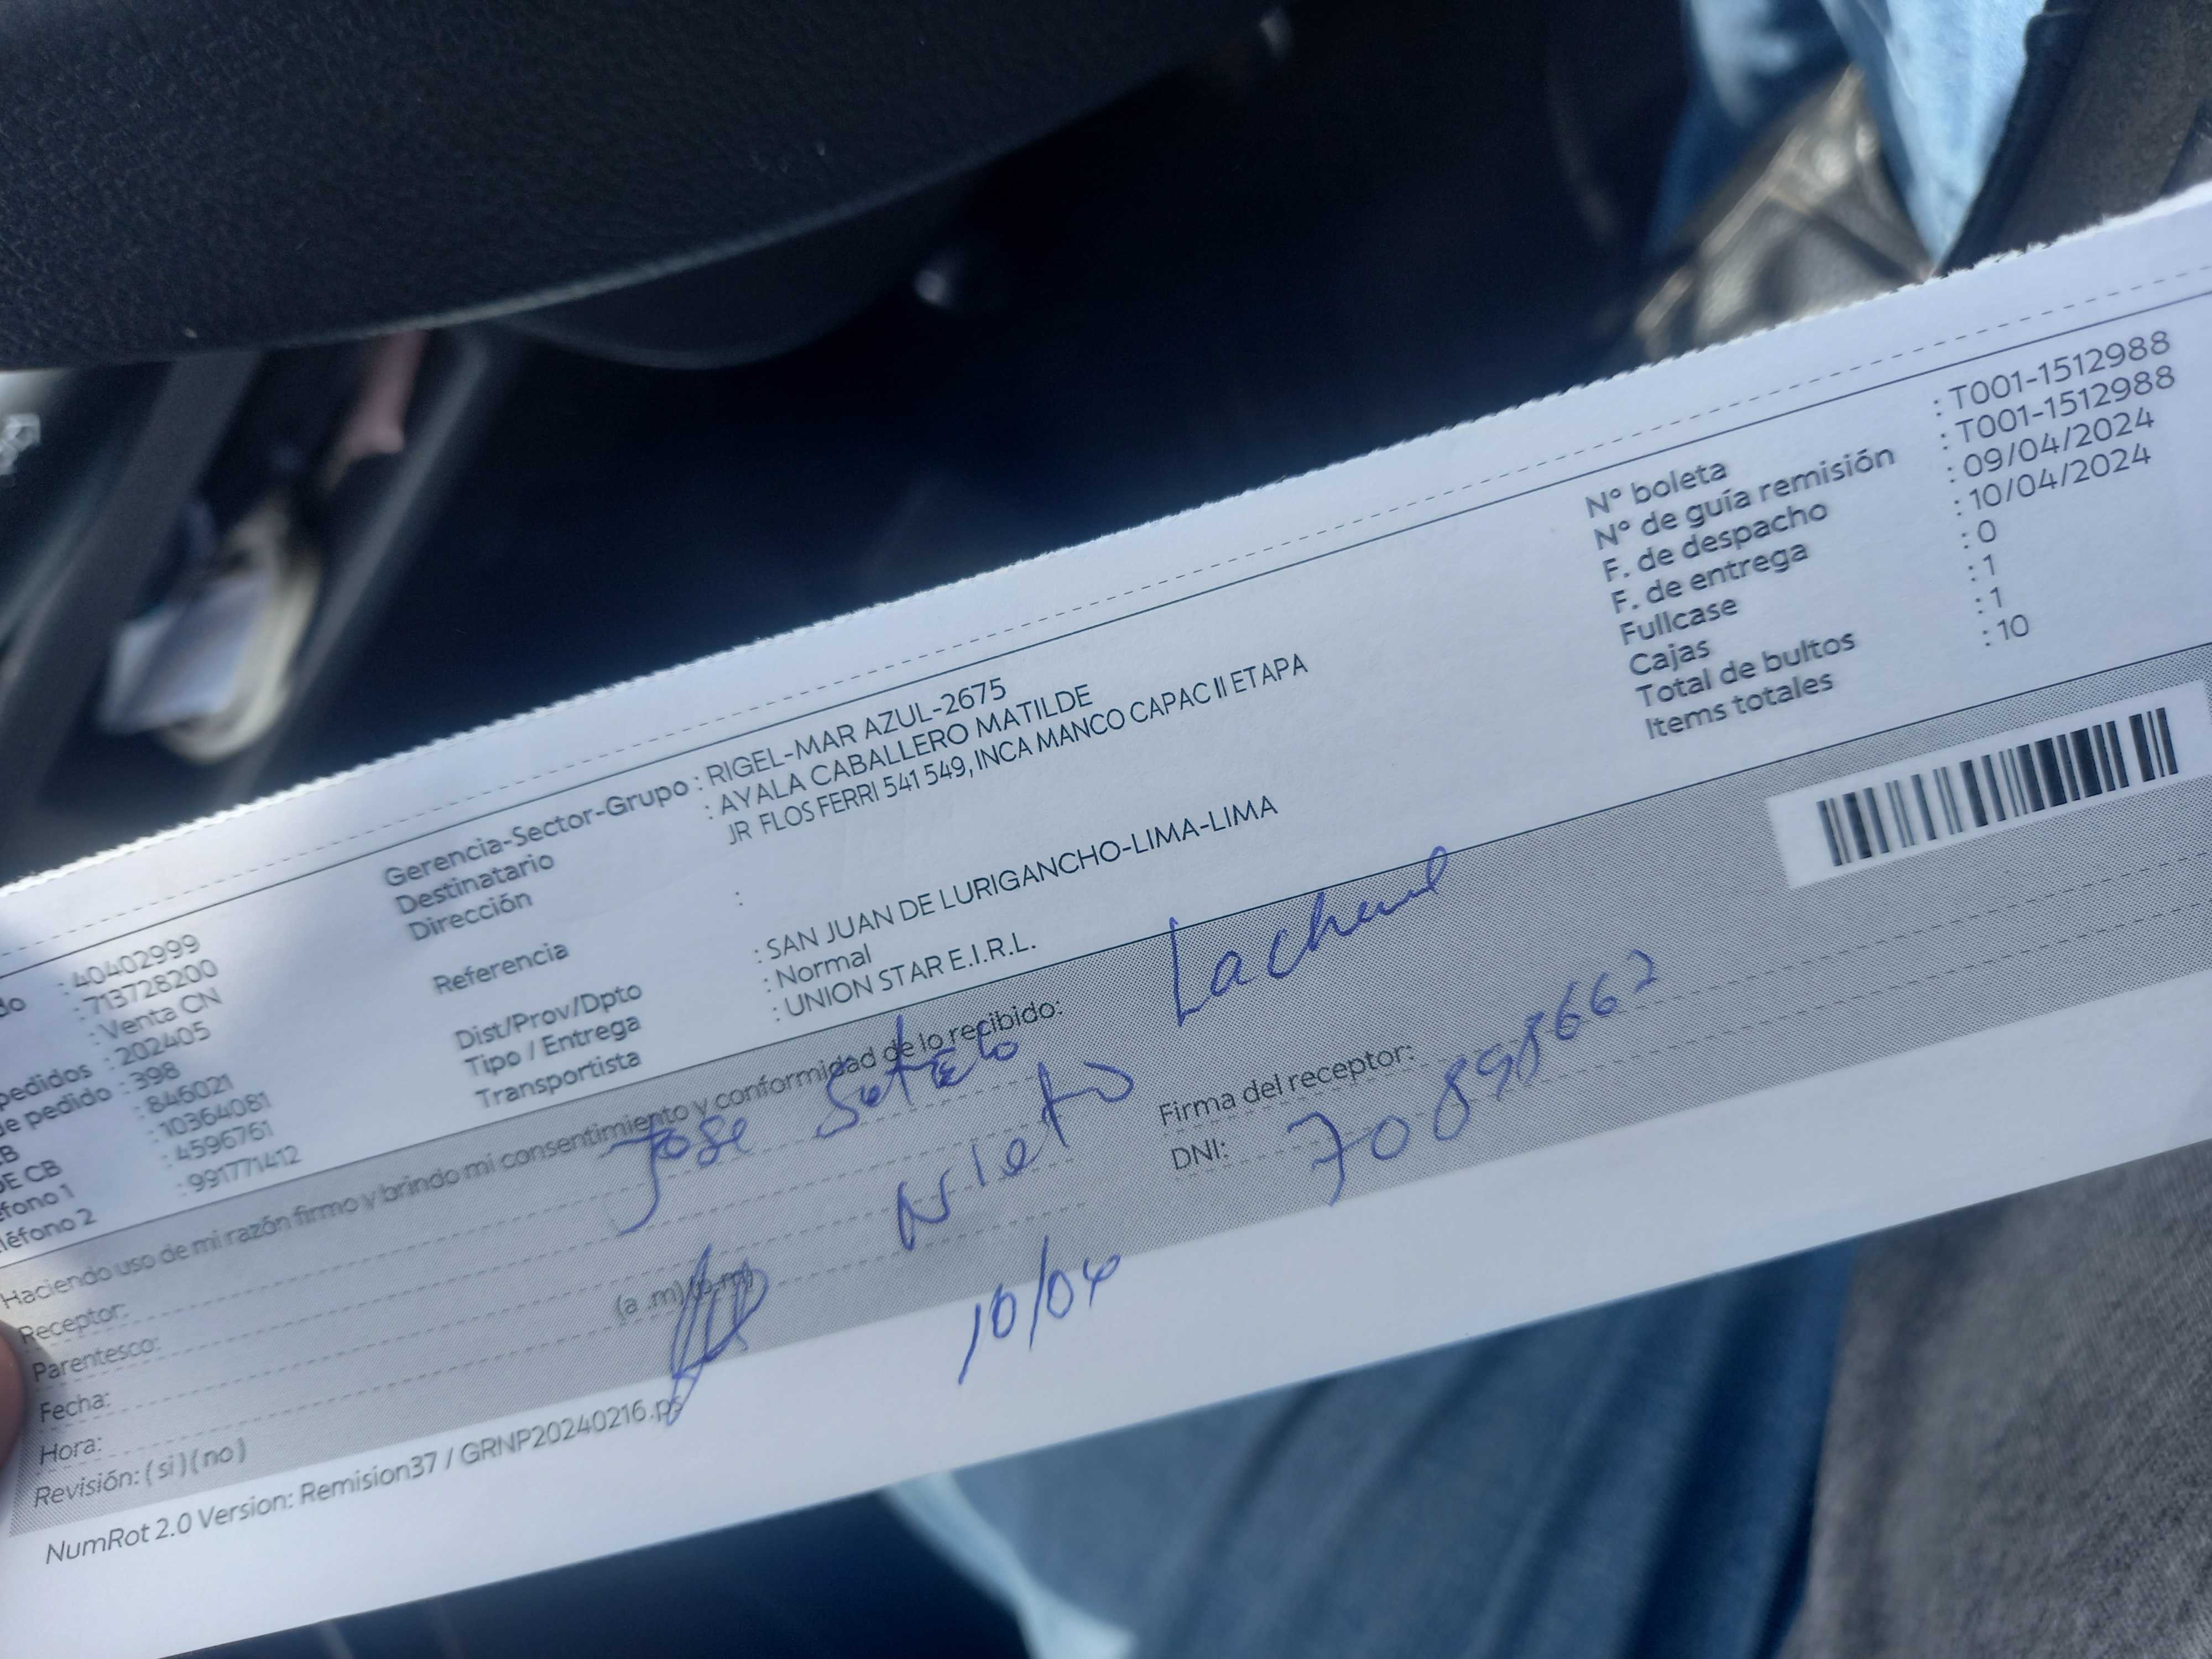 do : 40402999
: 713728200
: Venta CN
pedidos : 202405
de pedido : 398
B : 846021
DE CB : 10364081
éfono 1 : 4596761
léfono 2 : 991771412
Gerencia-Sector-Grupo : RIGEL-MAR AZUL-2675
Destinatario : AYALA CABALLERO MATILDE
Dirección JR FLOS FERRI 541 549, INCA MANCO CAPAC II ETAPA
Referencia :
Dist/Prov/Dpto : SAN JUAN DE LURIGANCHO-LIMA-LIMA
Tipo / Entrega : Normal
Transportista : UNION STAR E.I.R.L.
N° boleta : T001-1512988
N° de guía remisión : T001-1512988
F. de despacho : 09/04/2024
F. de entrega : 10/04/2024
Fullcase : 0
Cajas : 1
Total de bultos : 1
Items totales : 10
Haciendo uso de mi razón firmo y brindo mi consentimiento y conformidad de lo recibido:
Receptor: Jose Sotelo
Parentesco: Nieto
Fecha: 10/04
Hora: (a .m) (p.m)
Revisión: ( si ) ( no )
Firma del receptor:
DNI: 70898662
NumRot 2.0 Version: Remision37 / GRNP20240216.p